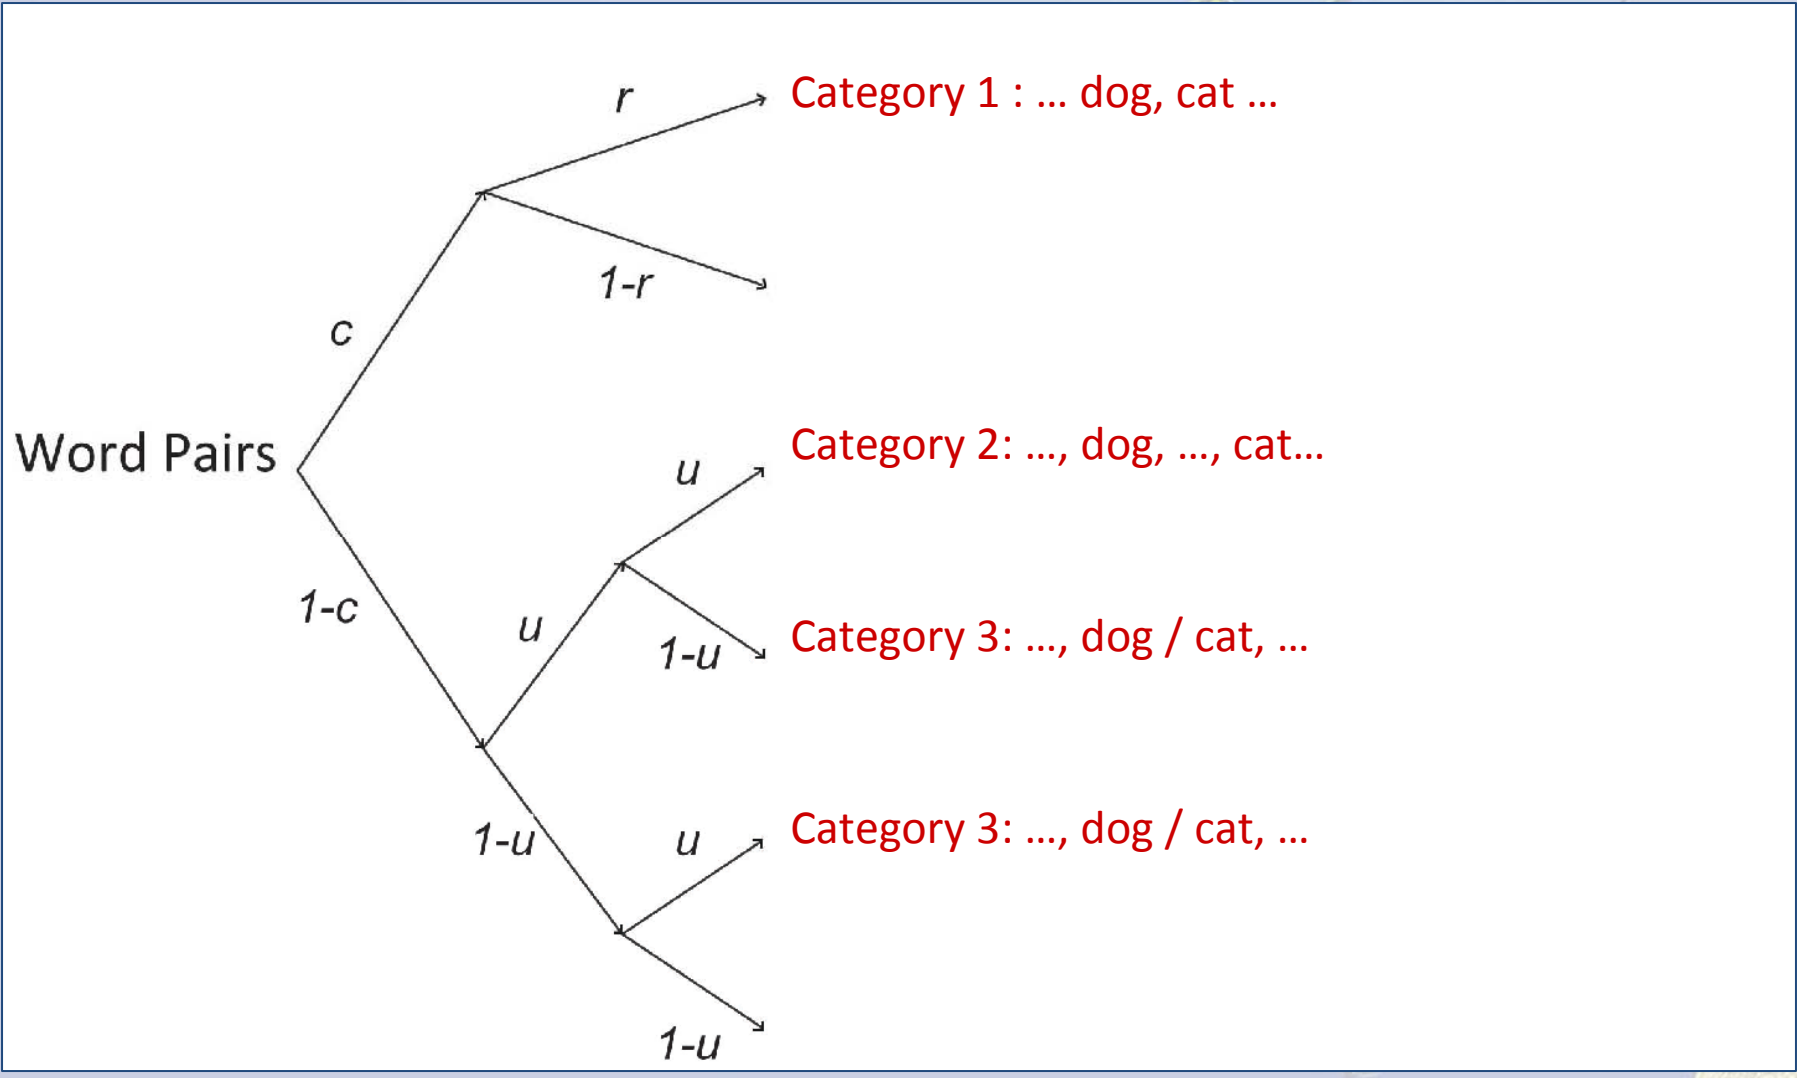 r
Category 1 : ... dog, cat ...
1-r
c
Word Pairs
u
Category 2: ..., dog, ..., cat...
1-c
u
1-u
Category 3: ..., dog / cat, ...
1-u
u
Category 3: ..., dog / cat, ...
1-u